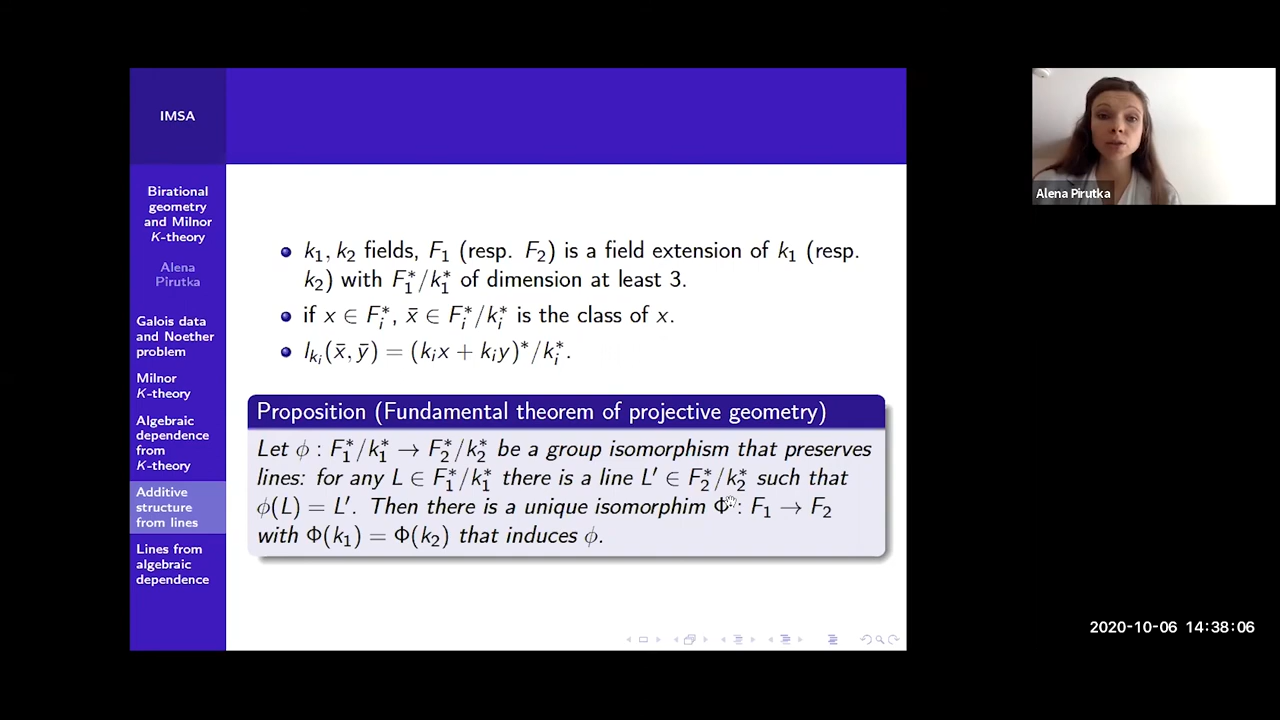 IMSA
Birational
geometry
and Milnor
K-theory
Alena
Pirutka
Galois data
and Noether
problem
Milnor
K-theory
Algebraic
dependence
from
K-theory
Additive
structure
from lines
Lines from
algebraic
dependence
k₁, k₂ fields, F₁ (resp. F₂) is a field extension of k₁ (resp.
k₂) with F₁*/k₁* of dimension at least 3.
if x ∈ Fᵢ*, x̄ ∈ Fᵢ*/kᵢ* is the class of x.
l_{kᵢ}(x̄, ȳ) = (kᵢx + kᵢy)*/kᵢ*.
Proposition (Fundamental theorem of projective geometry)
Let ϕ : F₁*/k₁* → F₂*/k₂* be a group isomorphism that preserves
lines: for any L ∈ F₁*/k₁* there is a line L′ ∈ F₂*/k₂* such that
ϕ(L) = L′. Then there is a unique isomorphim Φ : F₁ → F₂
with Φ(k₁) = Φ(k₂) that induces ϕ.
Alena Pirutka
2020-10-06 14:38:06